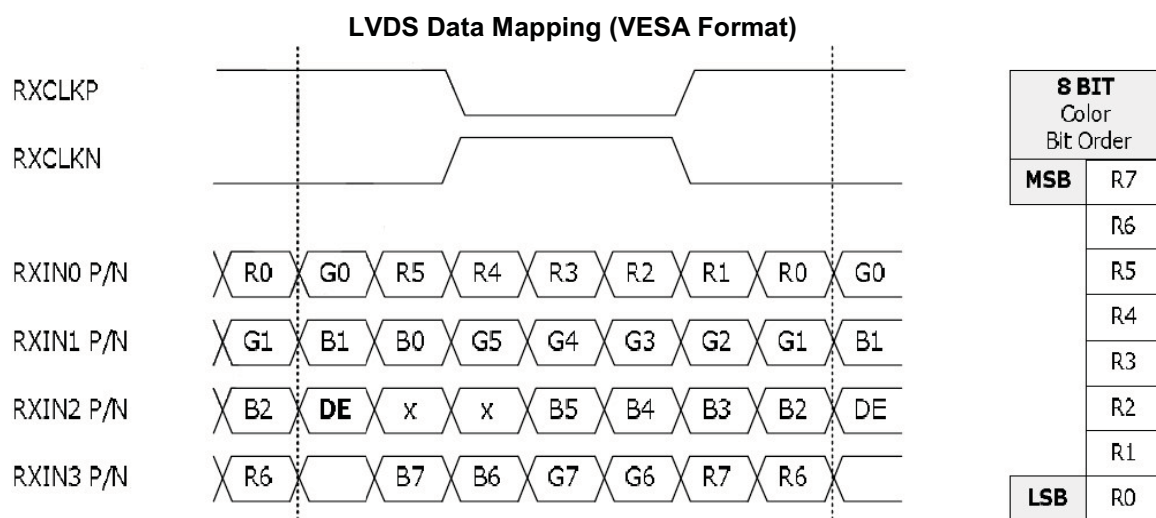 LVDS Data Mapping (VESA Format)
RXCLKP
RXCLKN
RXIN0 P/N R0 G0 R5 R4 R3 R2 R1 R0 G0
RXIN1 P/N G1 B1 B0 G5 G4 G3 G2 G1 B1
RXIN2 P/N B2 DE x x B5 B4 B3 B2 DE
RXIN3 P/N R6 B7 B6 G7 G6 R7 R6
8 BIT
Color
Bit Order
MSB R7
R6
R5
R4
R3
R2
R1
LSB R0